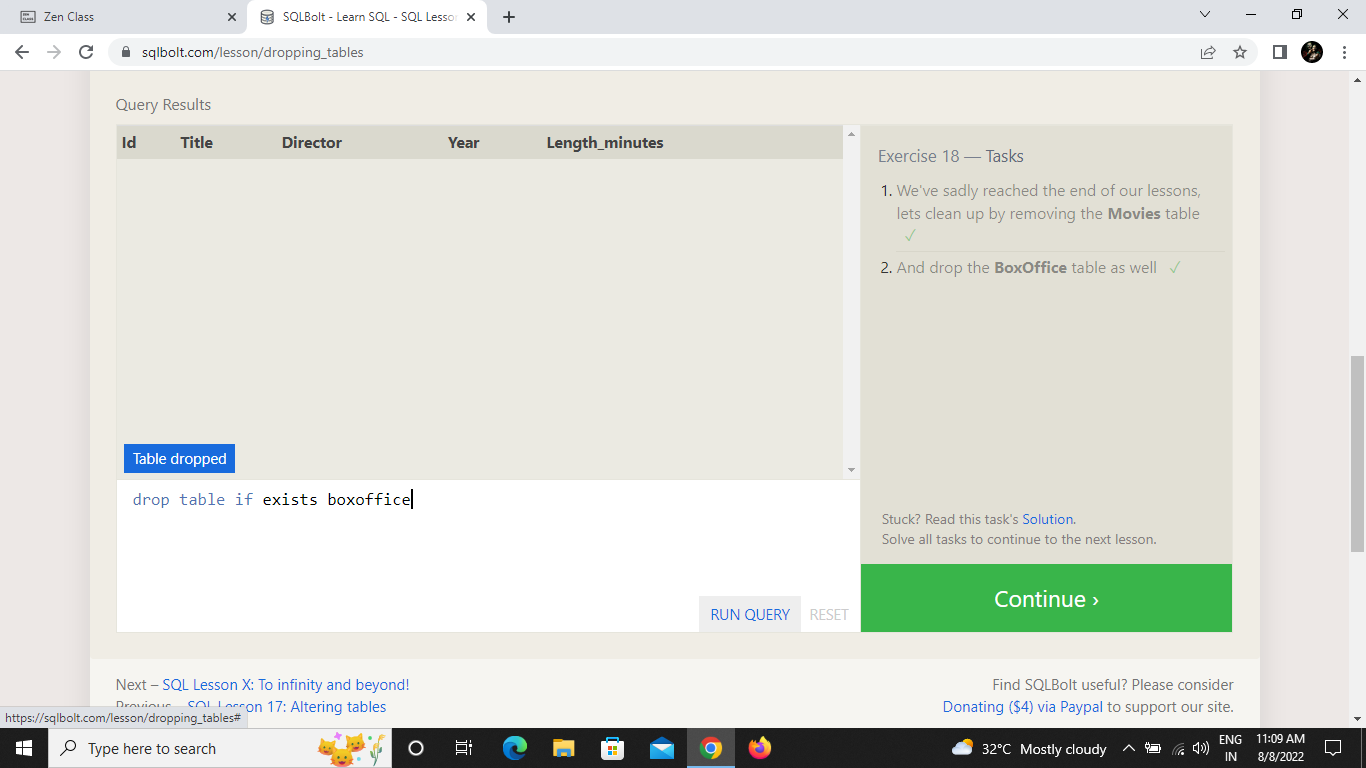 Zen Class
SQLBolt - Learn SQL - SQL Lesson
sqlbolt.com/lesson/dropping_tables
Query Results
Id Title Director Year Length_minutes
Exercise 18 — Tasks
1. We've sadly reached the end of our lessons,
lets clean up by removing the Movies table
✓
2. And drop the BoxOffice table as well ✓
Table dropped
drop table if exists boxoffice
RUN QUERY RESET
Stuck? Read this task's Solution.
Solve all tasks to continue to the next lesson.
Continue ›
Next – SQL Lesson X: To infinity and beyond!
Previous – SQL Lesson 17: Altering tables
Find SQLBolt useful? Please consider
Donating ($4) via Paypal to support our site.
https://sqlbolt.com/lesson/dropping_tables#
Type here to search
32°C Mostly cloudy
ENG
IN
11:09 AM
8/8/2022